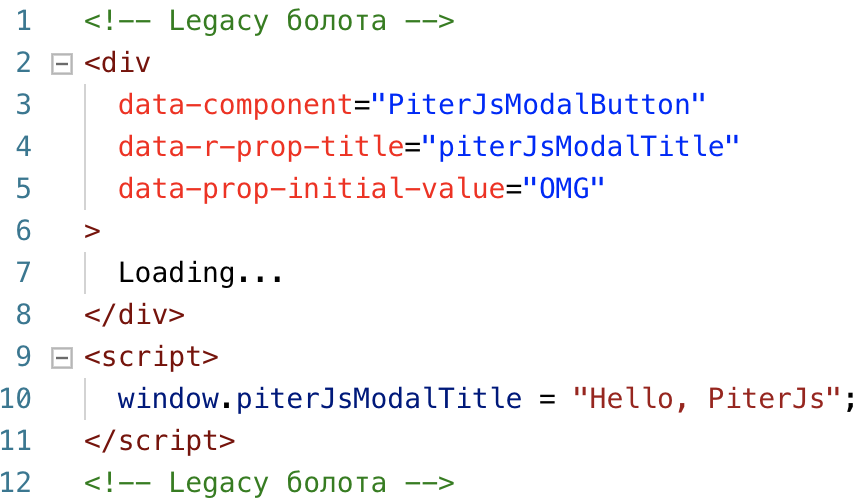 1 <!-- Legacy болота -->
2 <div
3 data-component="PiterJsModalButton"
4 data-r-prop-title="piterJsModalTitle"
5 data-prop-initial-value="OMG"
6 >
7 Loading...
8 </div>
9 <script>
10 window.piterJsModalTitle = "Hello, PiterJs";
11 </script>
12 <!-- Legacy болота -->